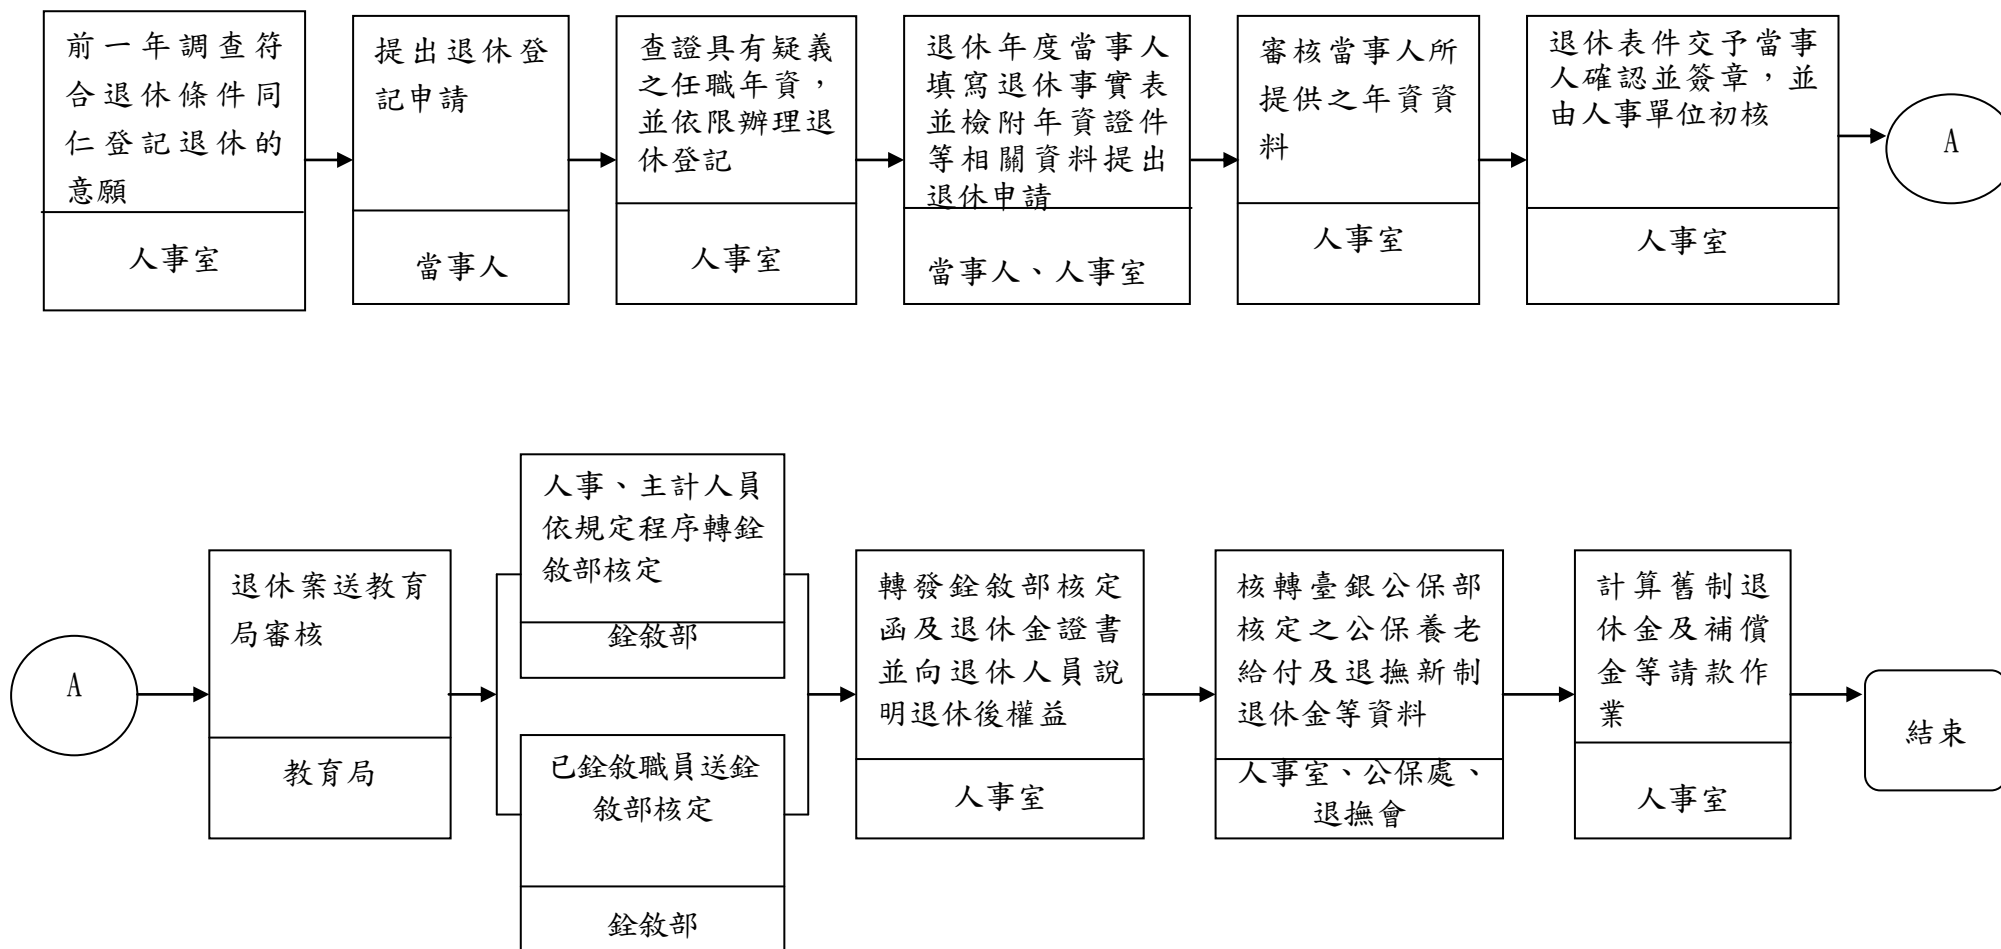 前一年調查符
合退休條件同
仁登記退休的
意願
人事室
提出退休登
記申請
當事人
查證具有疑義
之任職年資，
並依限辦理退
休登記
人事室
退休年度當事人
填寫退休事實表
並檢附年資證件
等相關資料提出
退休申請
當事人、人事室
審核當事人所
提供之年資資
料
人事室
退休表件交予當事
人確認並簽章，並
由人事單位初核
人事室
A
A
退休案送教育
局審核
教育局
人事、主計人員
依規定程序轉銓
敘部核定
銓敘部
已銓敘職員送銓
敘部核定
銓敘部
轉發銓敘部核定
函及退休金證書
並向退休人員說
明退休後權益
人事室
核轉臺銀公保部
核定之公保養老
給付及退撫新制
退休金等資料
人事室、公保處、
退撫會
計算舊制退
休金及補償
金等請款作
業
人事室
結束